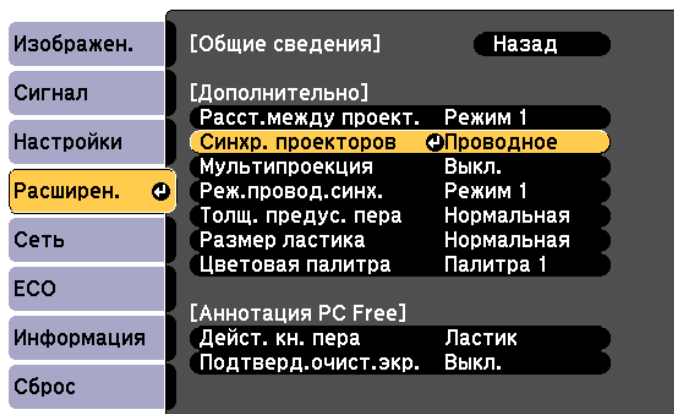 Изображен.
Сигнал
Настройки
Расширен.
Сеть
ECO
Информация
Сброс
[Общие сведения] Назад
[Дополнительно]
Расст.между проект. Режим 1
Синхр. проекторов Проводное
Мультипроекция Выкл.
Реж.провод.синх. Режим 1
Толщ. предус. пера Нормальная
Размер ластика Нормальная
Цветовая палитра Палитра 1
[Аннотация PC Free]
Дейст. кн. пера Ластик
Подтверд.очист.экр. Выкл.